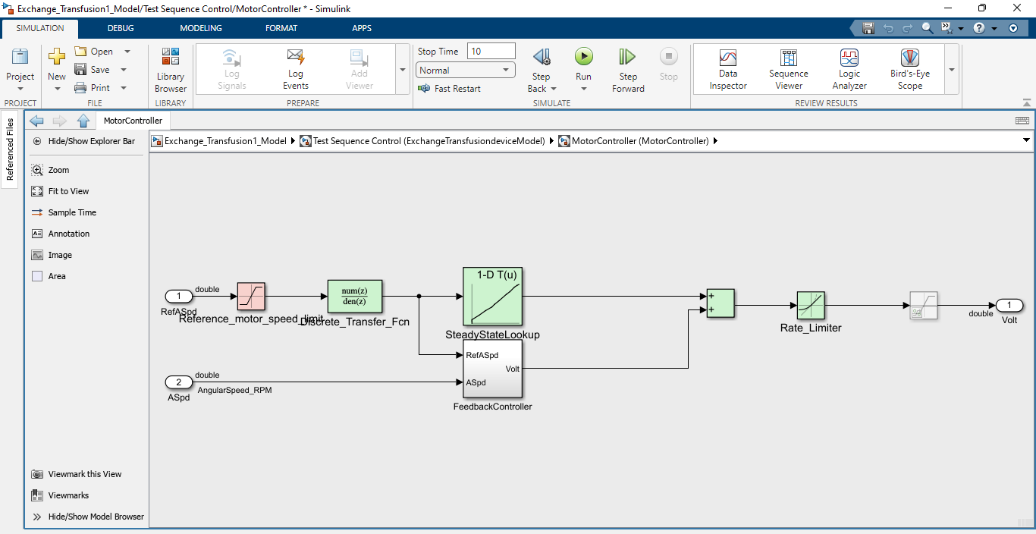 Exchange_Transfusion1_Model/Test Sequence Control/MotorController * - Simulink
SIMULATION DEBUG MODELING FORMAT APPS
Project
New
Open
Save
Print
Library Browser
Log Signals
Log Events
Add Viewer
Stop Time 10
Normal
Fast Restart
Step Back
Run
Step Forward
Stop
Data Inspector
Sequence Viewer
Logic Analyzer
Bird's-Eye Scope
PROJECT FILE LIBRARY PREPARE SIMULATE REVIEW RESULTS
Referenced Files
MotorController
Hide/Show Explorer Bar
Exchange_Transfusion1_Model Test Sequence Control (ExchangeTransfusiondeviceModel) MotorController (MotorController)
Zoom
Fit to View
Sample Time
Annotation
Image
Area
1-D T(u)
1 double
RefASpd
Reference_motor_speed_limit
num(z)
den(z)
Discrete_Transfer_Fcn
SteadyStateLookup
+
+
Rate_Limiter
double 1
Volt
RefASpd
Volt
ASpd
FeedbackController
2 double
ASpd
AngularSpeed_RPM
Viewmark this View
Viewmarks
Hide/Show Model Browser